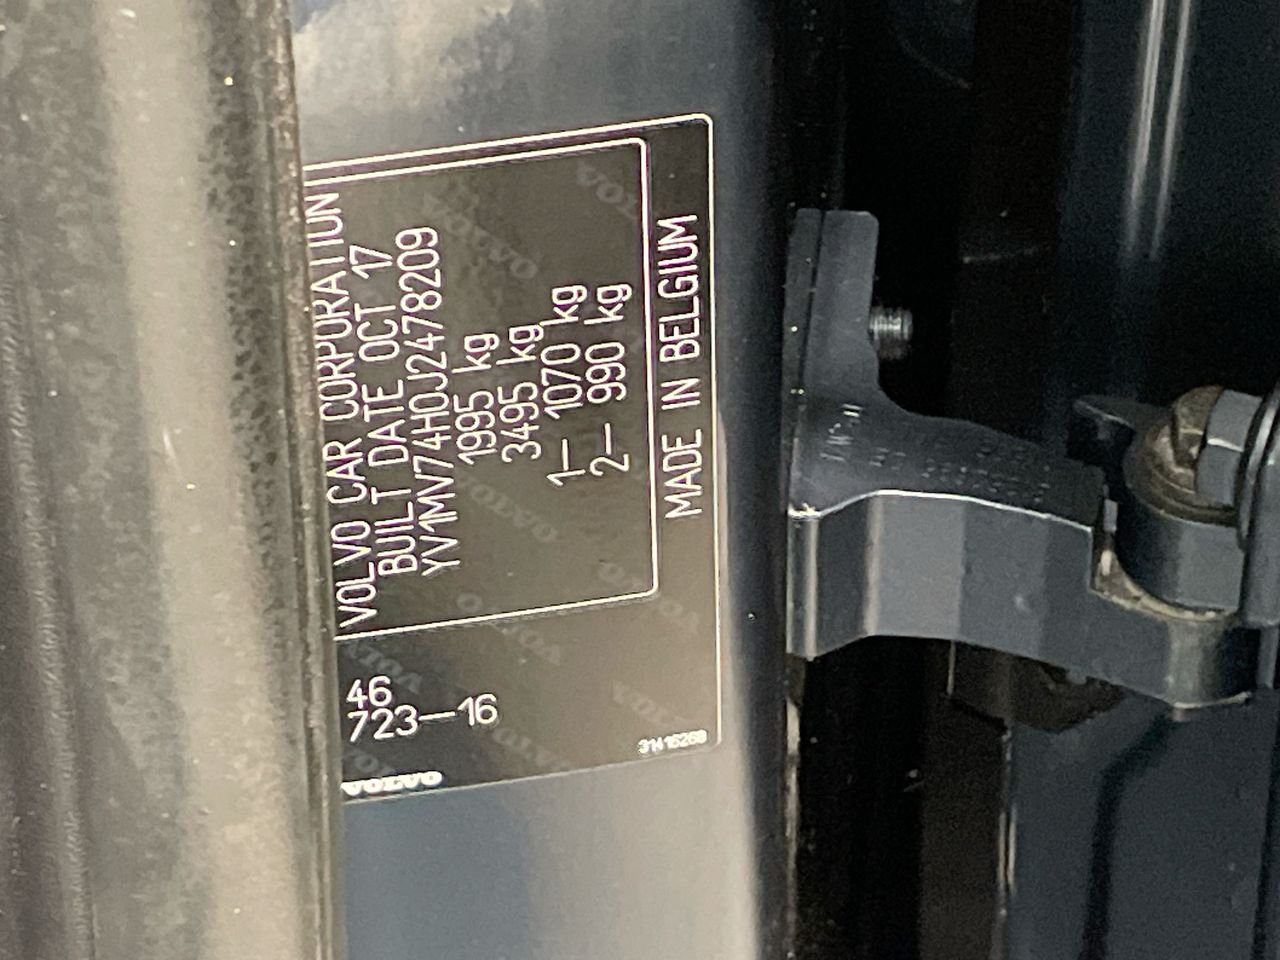 VOLVO CAR CORPORATION
BUILT DATE OCT 17
YV1MV74H0J2478209
1995 kg
3495 kg
1— 1070 kg
2— 990 kg
MADE IN BELGIUM
46
723—16
VOLVO